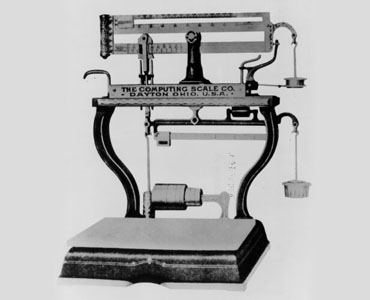 THE COMPUTING SCALE CO.
DAYTON OHIO. U.S.A.